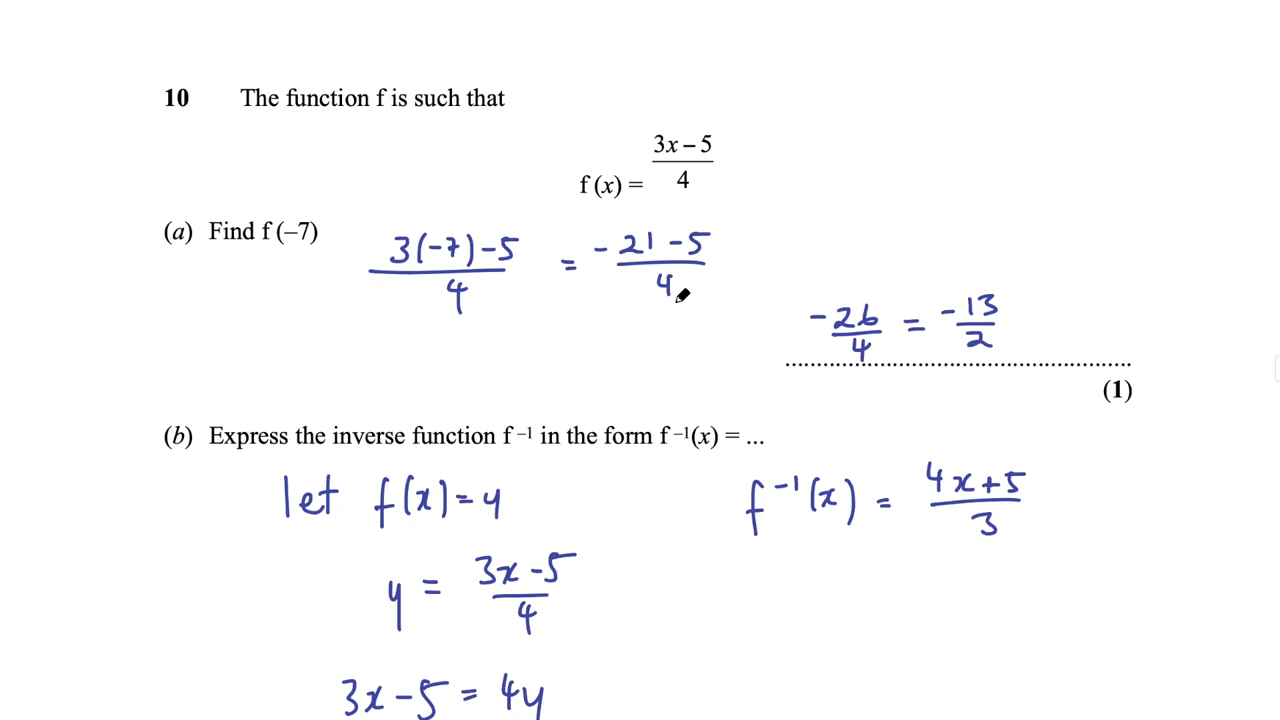 10 The function f is such that
f (x) = 3x – 5 / 4
(a) Find f (–7)
3(-7) -5 / 4 = -21 -5 / 4
-26 / 4 = -13 / 2
(1)
(b) Express the inverse function f –1 in the form f –1(x) = ...
let f(x) = y
f -1 (x) = 4x+5 / 3
y = 3x -5 / 4
3x -5 = 4y